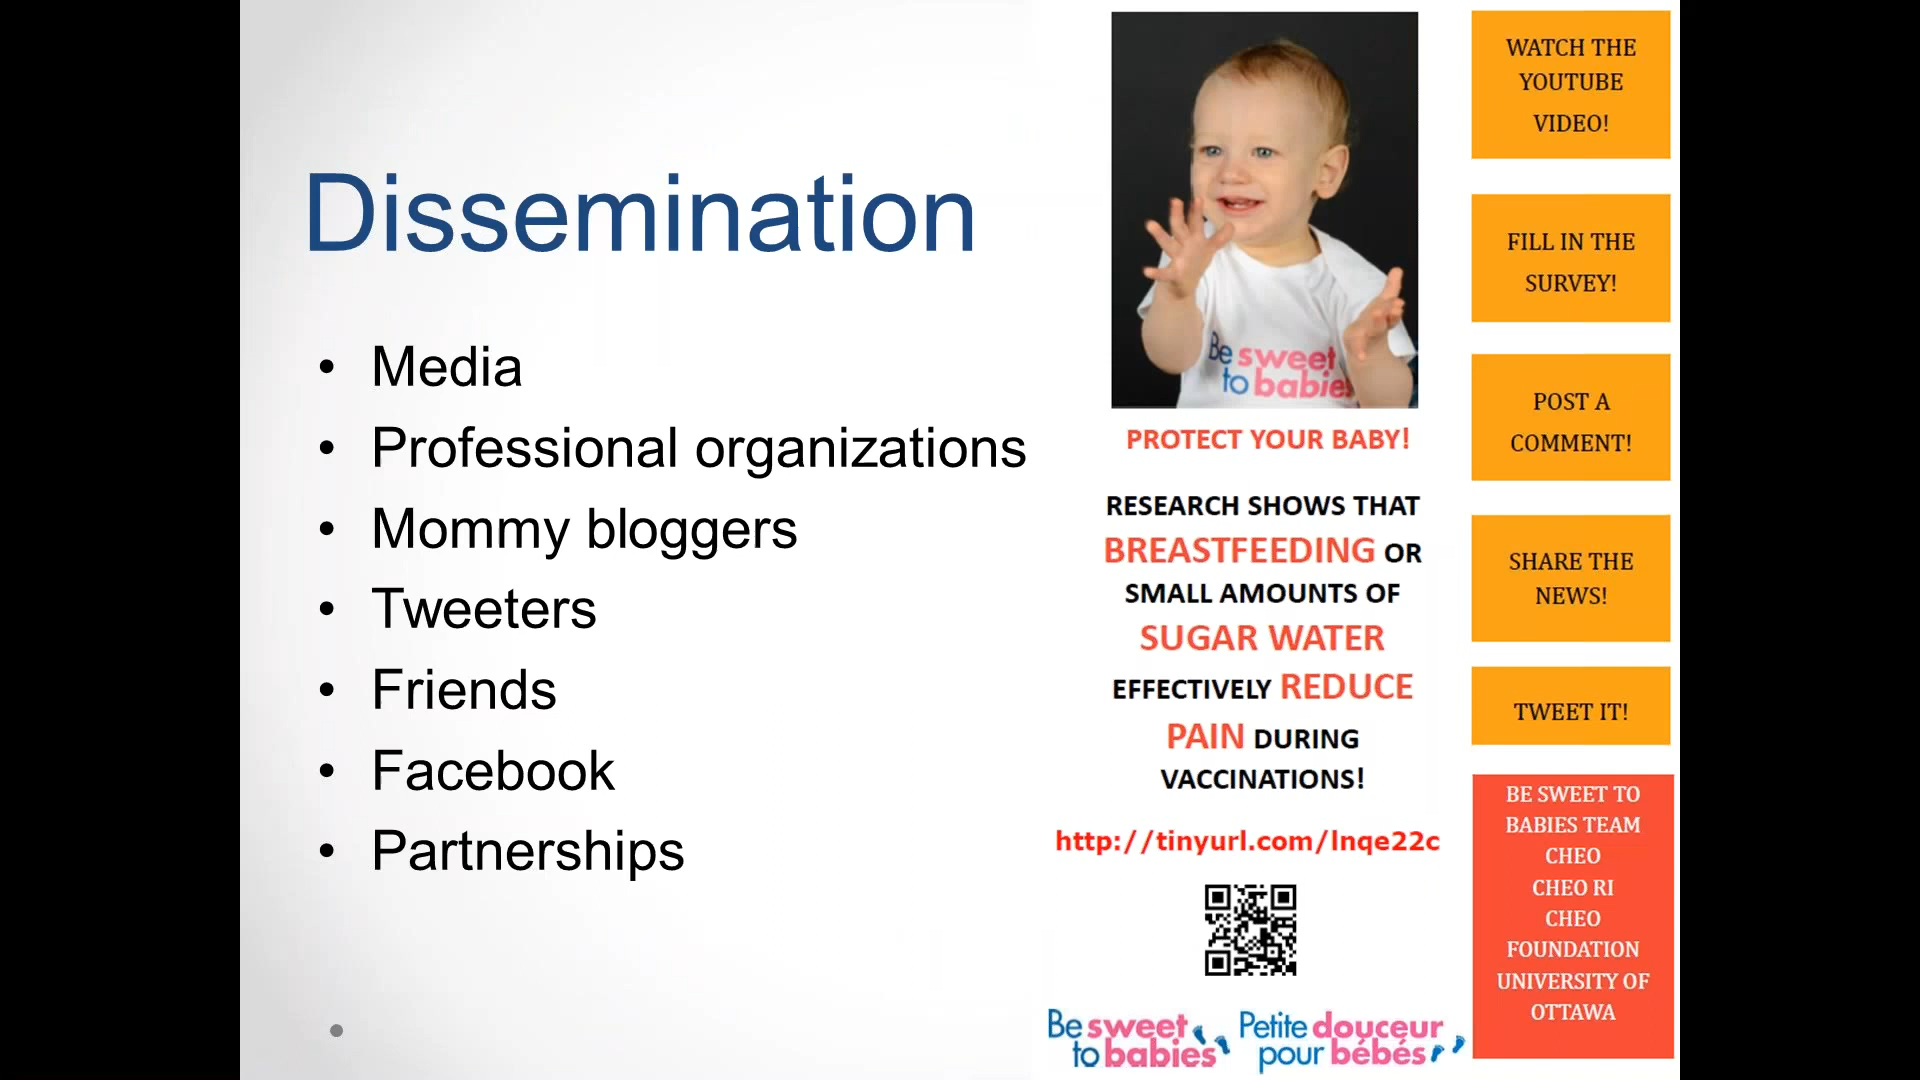 Dissemination
• Media
• Professional organizations
• Mommy bloggers
• Tweeters
• Friends
• Facebook
• Partnerships
Be sweet
to babies
PROTECT YOUR BABY!
RESEARCH SHOWS THAT
BREASTFEEDING OR
SMALL AMOUNTS OF
SUGAR WATER
EFFECTIVELY REDUCE
PAIN DURING
VACCINATIONS!
http://tinyurl.com/lnqe22c
Be sweet
to babies
Petite douceur
pour bébés
WATCH THE
YOUTUBE
VIDEO!
FILL IN THE
SURVEY!
POST A
COMMENT!
SHARE THE
NEWS!
TWEET IT!
BE SWEET TO
BABIES TEAM
CHEO
CHEO RI
CHEO
FOUNDATION
UNIVERSITY OF
OTTAWA